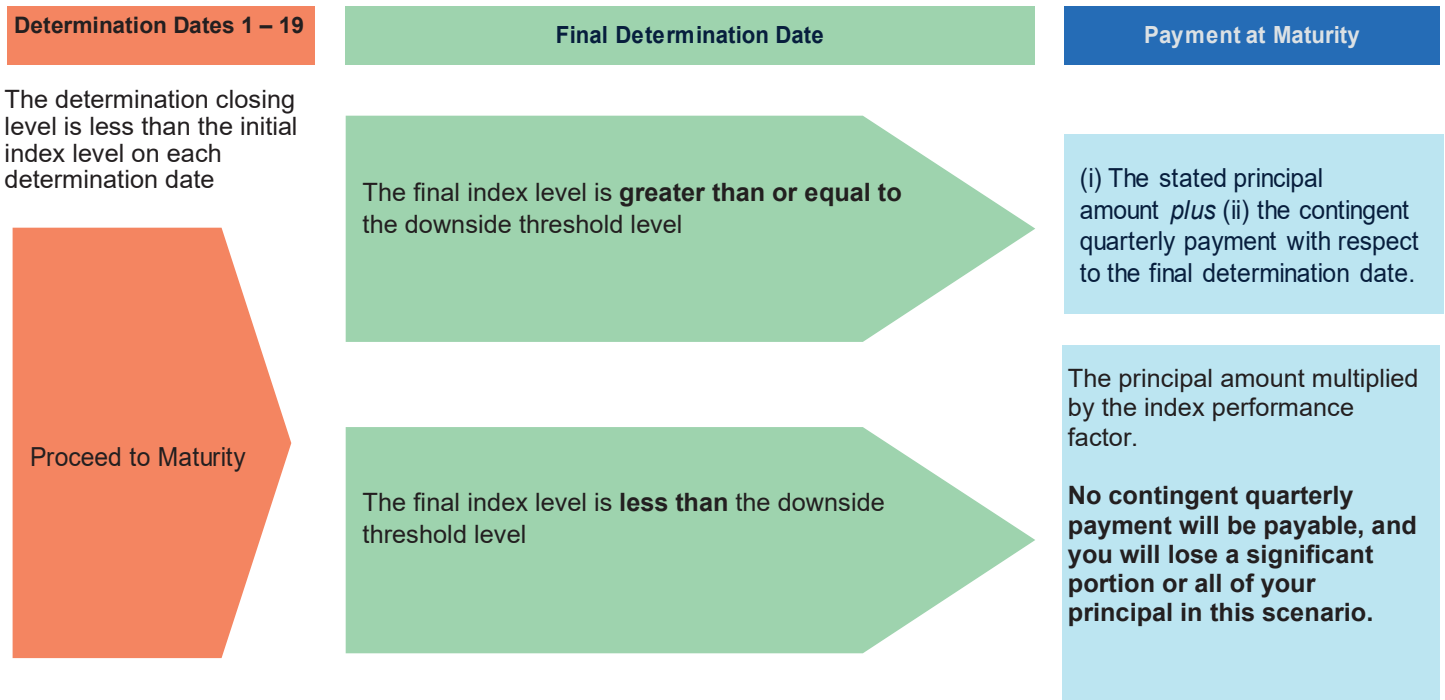 Determination Dates 1 – 19
Final Determination Date
Payment at Maturity
The determination closing
level is less than the initial
index level on each
determination date
Proceed to Maturity
The final index level is greater than or equal to
the downside threshold level
(i) The stated principal
amount plus (ii) the contingent
quarterly payment with respect
to the final determination date.
The final index level is less than the downside
threshold level
The principal amount multiplied
by the index performance
factor.
No contingent quarterly
payment will be payable, and
you will lose a significant
portion or all of your
principal in this scenario.